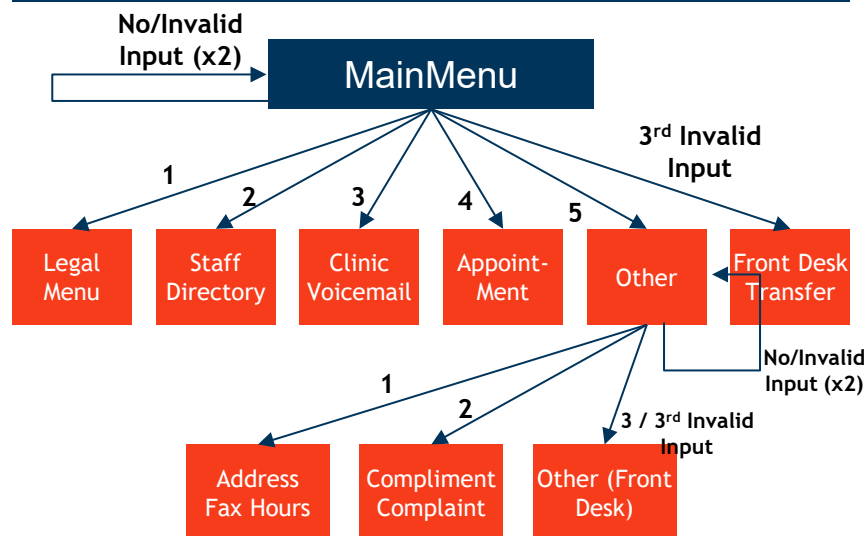 No/Invalid
Input (x2)
MainMenu
3rd Invalid
Input
1
2
3
4
5
Legal
Menu
Staff
Directory
Clinic
Voicemail
Appoint-
Ment
Other
Front Desk
Transfer
No/Invalid
Input (x2)
1
2
3 / 3rd Invalid
Input
Address
Fax Hours
Compliment
Complaint
Other (Front
Desk)